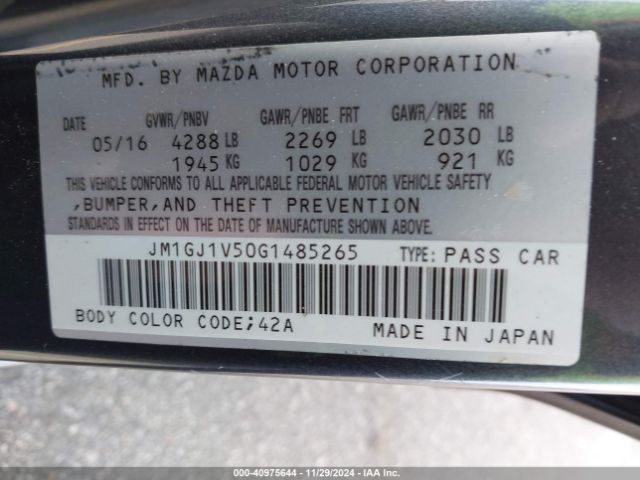 MFD. BY MAZDA MOTOR CORPORATION
DATE GVWR/PNBV GAWR/PNBE FRT GAWR/PNBE RR
05/16 4288 LB 2269 LB 2030 LB
1945 KG 1029 KG 921 KG
THIS VEHICLE CONFORMS TO ALL APPLICABLE FEDERAL MOTOR VEHICLE SAFETY
,BUMPER,AND THEFT PREVENTION
STANDARDS IN EFFECT ON THE DATE OF MANUFACTURE SHOWN ABOVE.
JM1GJ1V50G1485265 TYPE: PASS CAR
BODY COLOR CODE;42A MADE IN JAPAN
000-40975644 | 11/29/2024 - IAA Inc.